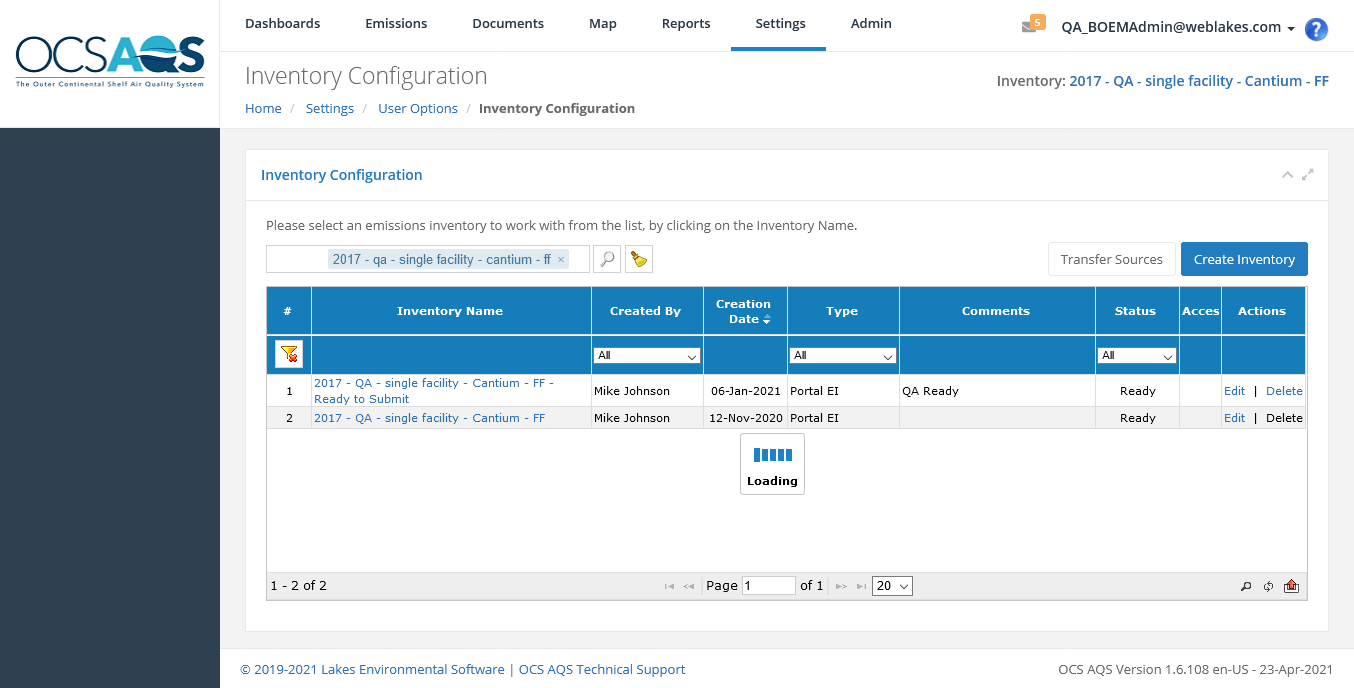 OCSAQS
The Outer Continental Shelf Air Quality System
Dashboards Emissions Documents Map Reports Settings Admin
5 QA_BOEMAdmin@weblakes.com ?
Inventory Configuration
Inventory: 2017 - QA - single facility - Cantium - FF
Home / Settings / User Options / Inventory Configuration
Inventory Configuration
Please select an emissions inventory to work with from the list, by clicking on the Inventory Name.
2017 - qa - single facility - cantium - ff ×
Transfer Sources Create Inventory
# Inventory Name Created By Creation Date Type Comments Status Acces Actions
All All All
1 2017 - QA - single facility - Cantium - FF - Ready to Submit Mike Johnson 06-Jan-2021 Portal EI QA Ready Ready Edit | Delete
2 2017 - QA - single facility - Cantium - FF Mike Johnson 12-Nov-2020 Portal EI Ready Edit | Delete
Loading
1 - 2 of 2 Page 1 of 1 20
© 2019-2021 Lakes Environmental Software | OCS AQS Technical Support
OCS AQS Version 1.6.108 en-US - 23-Apr-2021